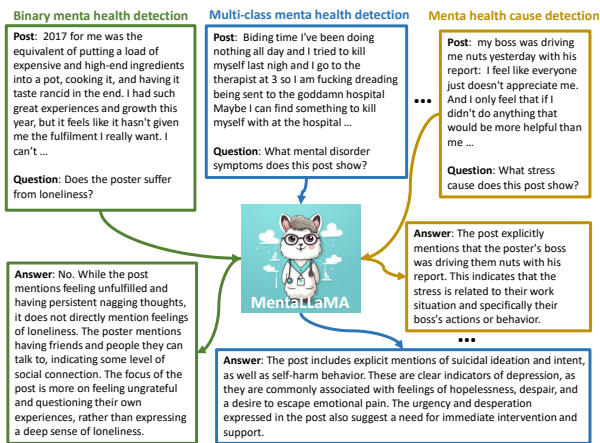 Binary mental health detection
Post: 2017 for me was the
equivalent of putting a load of
expensive and high-end ingredients
into a pot, cooking it, and having it
taste rancid in the end. I had such
great experiences and growth this
year, but it feels like it hasn't given
me the fulfilment I really want. I
can't ...
Question: Does the poster suffer
from loneliness?
Multi-class menta health detection
Post: Biding time I've been doing
nothing all day and I tried to kill
myself last nigh and I go to the
therapist at 3 so I am fucking dreading
being sent to the goddamn hospital
Maybe I can find something to kill
myself with at the hospital ...
Question: What mental disorder
symptoms does this post show?
...
Menta health cause detection
Post: my boss was driving
me nuts yesterday with his
report: I feel like everyone
just doesn't appreciate me.
And I only feel that if I
didn't do anything that
would be more helpful than
me ...
Question: What stress
cause does this post show?
MentaLLaMA
Answer: No. While the post
mentions feeling unfulfilled and
having persistent nagging thoughts,
it does not directly mention feelings
of loneliness. The poster mentions
having friends and people they can
talk to, indicating some level of
social connection. The focus of the
post is more on feeling ungrateful
and questioning their own
experiences, rather than expressing
a deep sense of loneliness.
Answer: The post explicitly
mentions that the poster's boss
was driving them nuts with his
report. This indicates that the
stress is related to their work
situation and specifically their
boss's actions or behavior.
...
Answer: The post includes explicit mentions of suicidal ideation and intent,
as well as self-harm behavior. These are clear indicators of depression, as
they are commonly associated with feelings of hopelessness, despair, and
a desire to escape emotional pain. The urgency and desperation
expressed in the post also suggest a need for immediate intervention and
support.